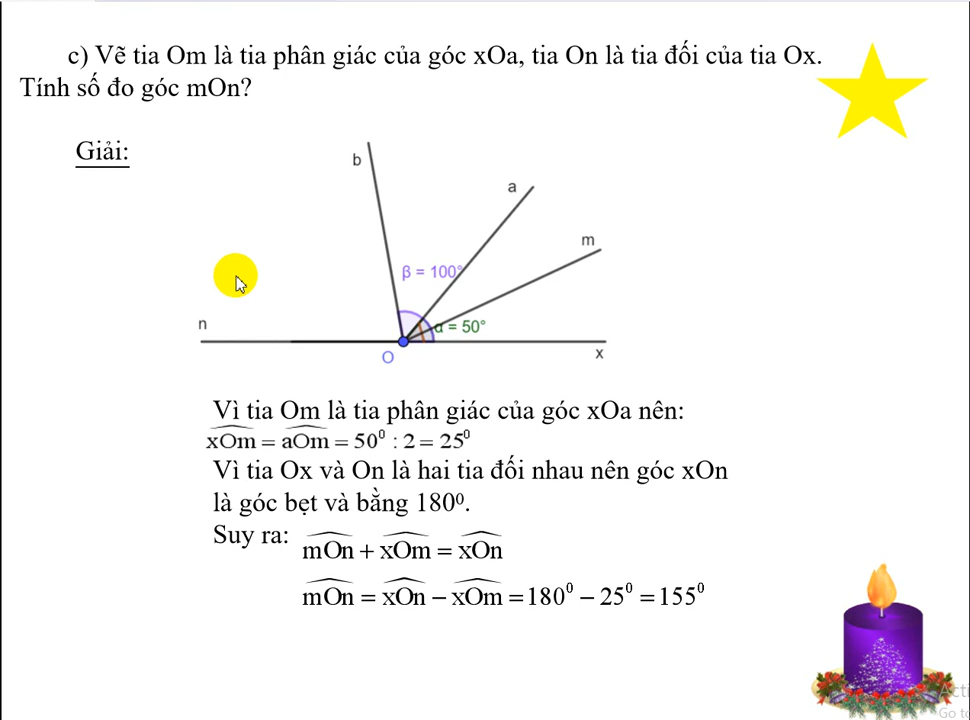 c) Vẽ tia Om là tia phân giác của góc xOa, tia On là tia đối của tia Ox.
Tính số đo góc mOn?
Giải:
b
a
m
β = 100°
n
α = 50°
O
x
Vì tia Om là tia phân giác của góc xOa nên:
xOm = aOm = 50⁰ : 2 = 25⁰
Vì tia Ox và On là hai tia đối nhau nên góc xOn
là góc bẹt và bằng 180⁰.
Suy ra: mOn + xOm = xOn
mOn = xOn − xOm = 180⁰ − 25⁰ = 155⁰